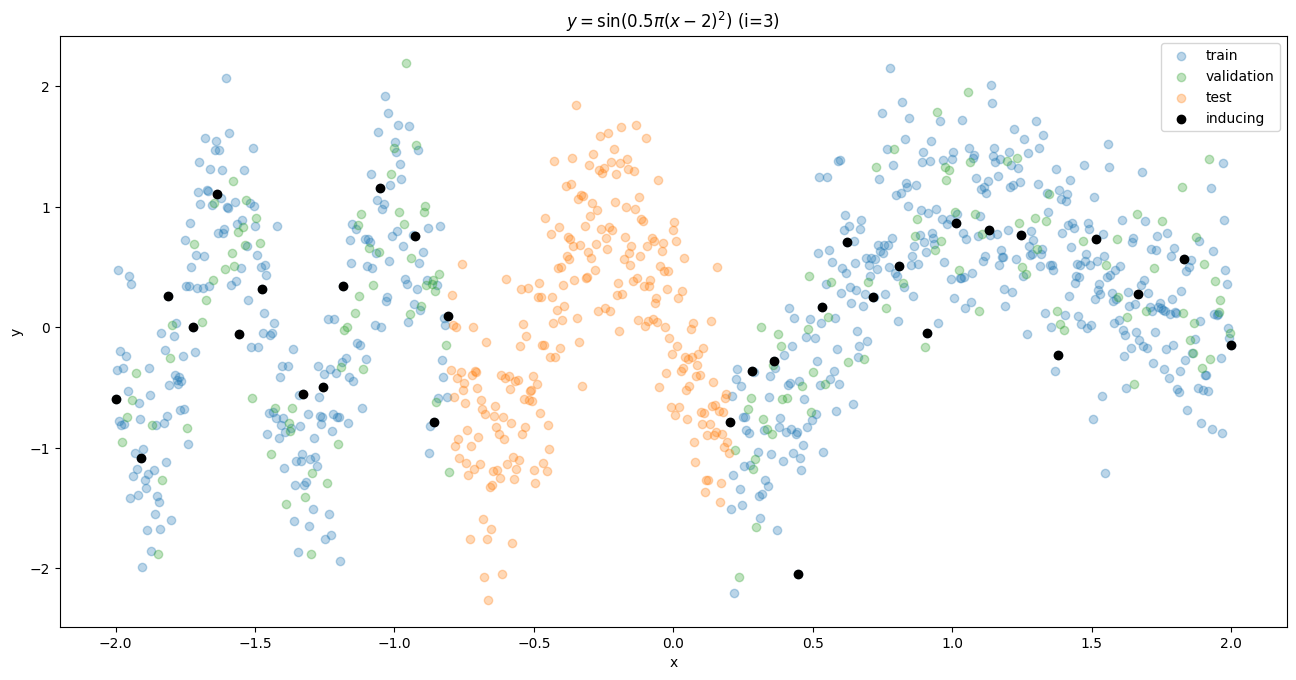 y = sin(0.5π(x − 2)²) (i=3)
train
validation
test
inducing
y
2
1
0
−1
−2
−2.0 −1.5 −1.0 −0.5 0.0 0.5 1.0 1.5 2.0
x